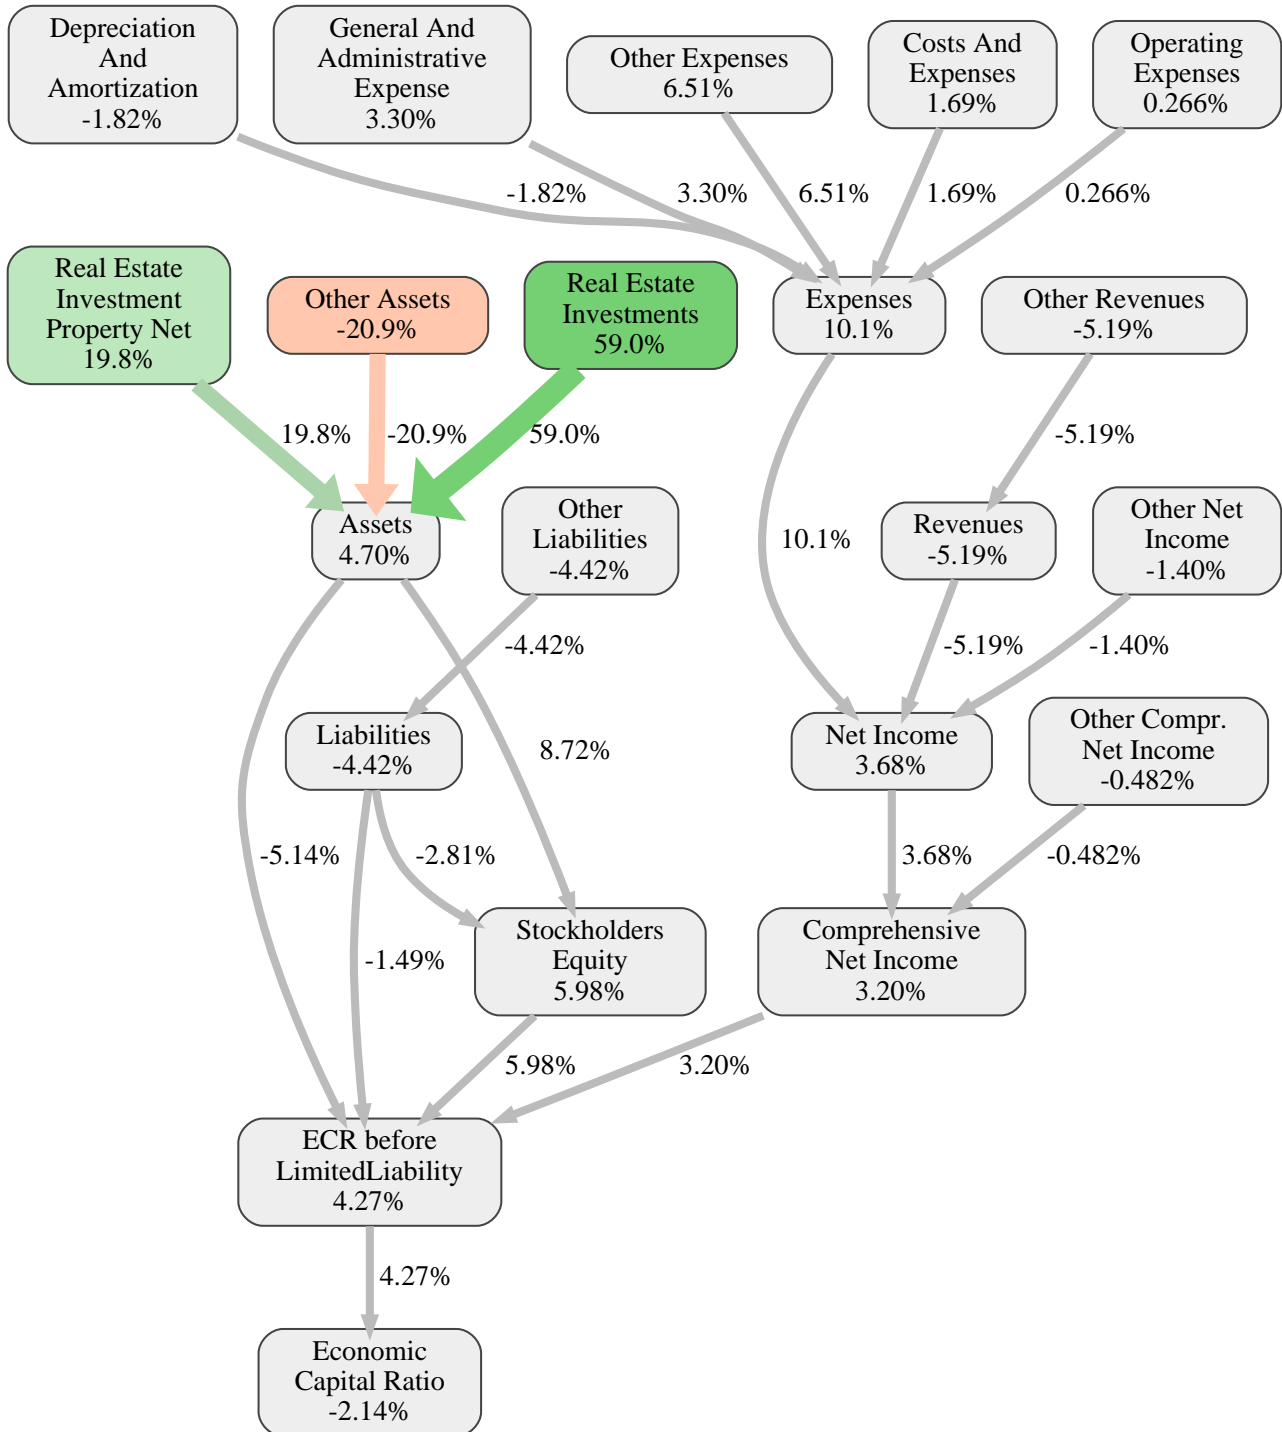 Depreciation
And
Amortization
-1.82%
General And
Administrative
Expense
3.30%
Other Expenses
6.51%
Costs And
Expenses
1.69%
Operating
Expenses
0.266%
-1.82%
3.30%
6.51%
1.69%
0.266%
Real Estate
Investment
Property Net
19.8%
Other Assets
-20.9%
Real Estate
Investments
59.0%
Expenses
10.1%
Other Revenues
-5.19%
19.8%
-20.9%
59.0%
-5.19%
Assets
4.70%
Other
Liabilities
-4.42%
10.1%
Revenues
-5.19%
Other Net
Income
-1.40%
-4.42%
-5.19%
-1.40%
Liabilities
-4.42%
8.72%
Net Income
3.68%
Other Compr.
Net Income
-0.482%
-5.14%
-2.81%
3.68%
-0.482%
-1.49%
Stockholders
Equity
5.98%
Comprehensive
Net Income
3.20%
5.98%
3.20%
ECR before
LimitedLiability
4.27%
4.27%
Economic
Capital Ratio
-2.14%